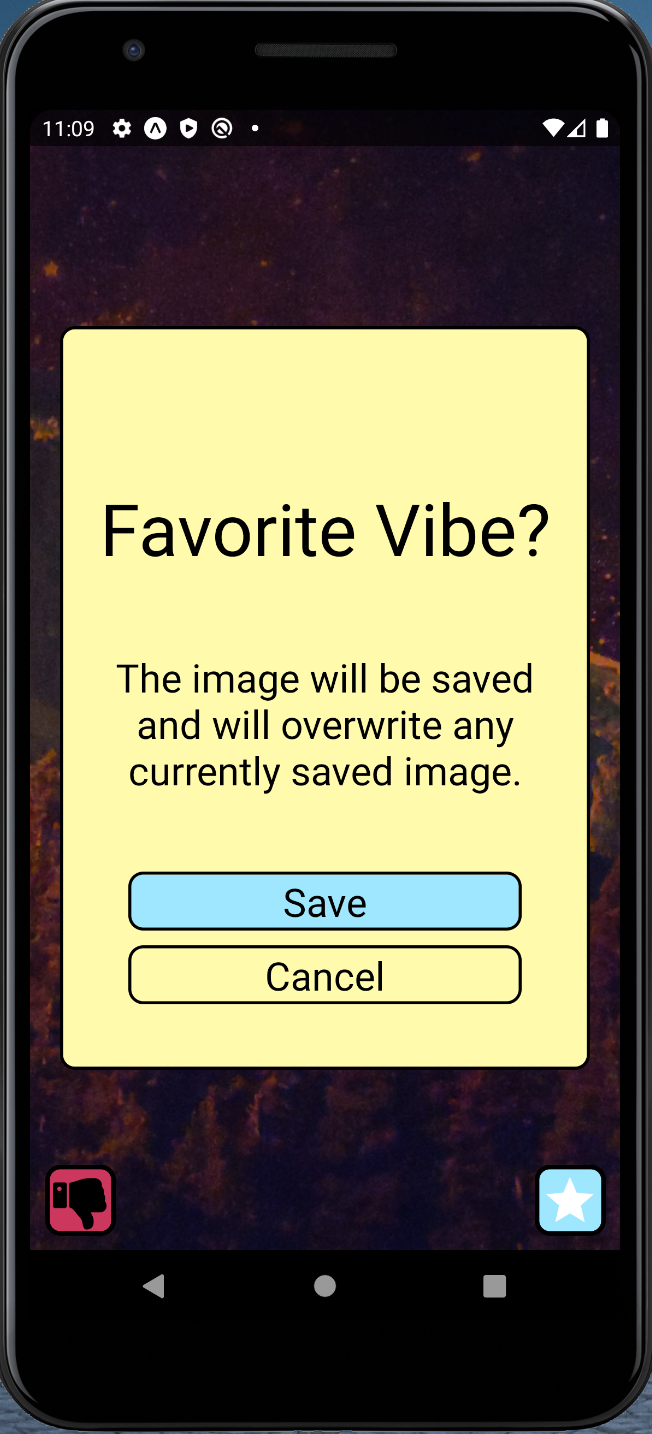 11:09
Favorite Vibe?
The image will be saved
and will overwrite any
currently saved image.
Save
Cancel